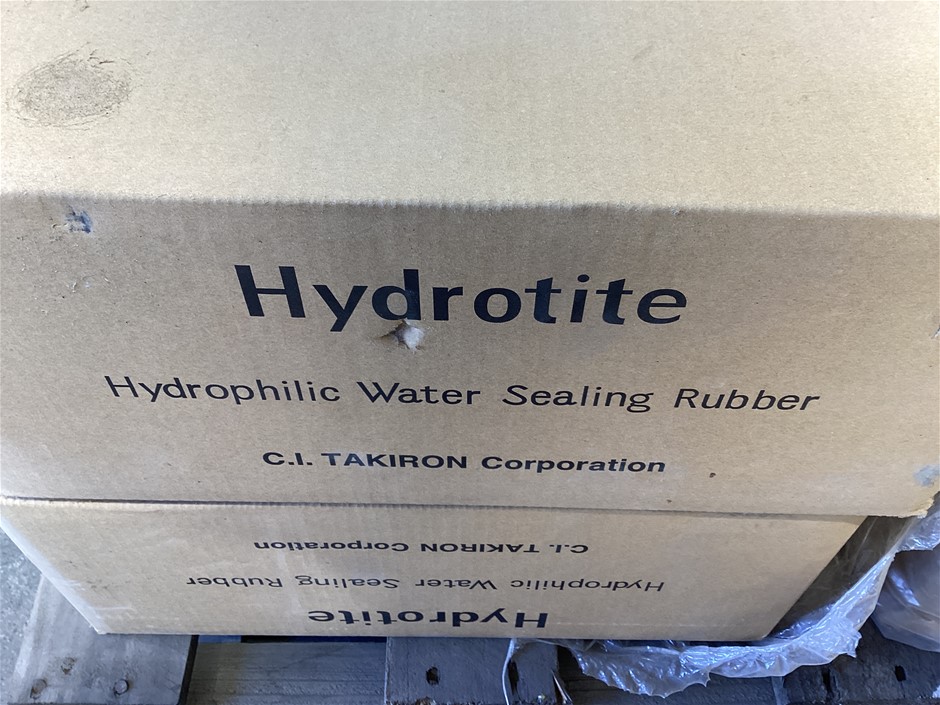 Hydrotite
Hydrophilic Water Sealing Rubber
C.I. TAKIRON Corporation
C.I. TAKIRON Corporation
Hydrophilic Water Sealing Rubber
Hydrotite